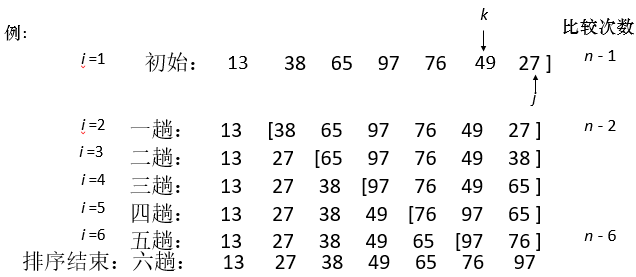 k
例： 比较次数
i =1 初始： 13 38 65 97 76 49 27 ] n - 1
j
i =2 一趟： 13 [38 65 97 76 49 27 ] n - 2
i =3 二趟： 13 27 [65 97 76 49 38 ]
i =4 三趟： 13 27 38 [97 76 49 65 ]
i =5 四趟： 13 27 38 49 [76 97 65 ]
i =6 五趟： 13 27 38 49 65 [97 76 ] n - 6
排序结束：六趟： 13 27 38 49 65 76 97